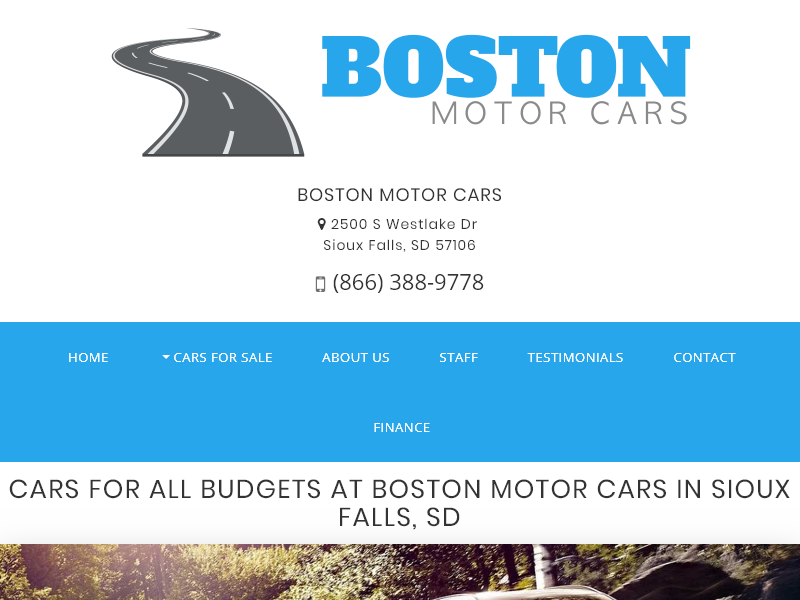 BOSTON
MOTOR CARS
BOSTON MOTOR CARS
2500 S Westlake Dr
Sioux Falls, SD 57106
(866) 388-9778
HOME
CARS FOR SALE
ABOUT US
STAFF
TESTIMONIALS
CONTACT
FINANCE
CARS FOR ALL BUDGETS AT BOSTON MOTOR CARS IN SIOUX
FALLS, SD